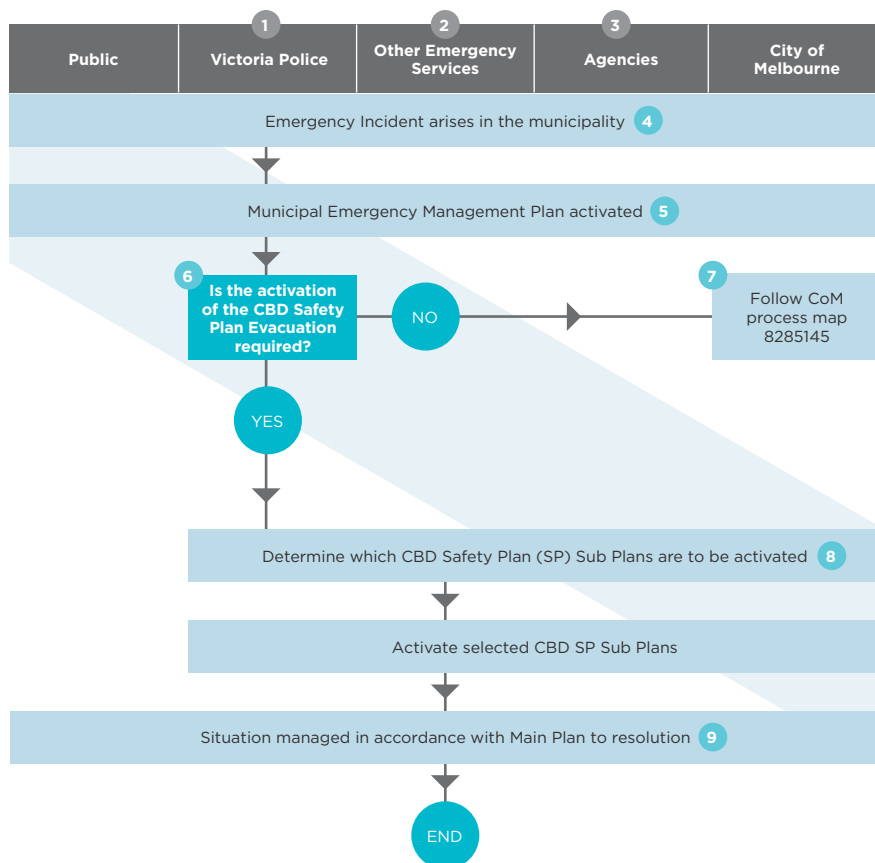 1
2
3
Public
Victoria Police
Other Emergency
Services
Agencies
City of
Melbourne
Emergency Incident arises in the municipality 4
Municipal Emergency Management Plan activated 5
6
Is the activation
of the CBD Safety
Plan Evacuation
required?
NO
7
Follow CoM
process map
8285145
YES
Determine which CBD Safety Plan (SP) Sub Plans are to be activated 8
Activate selected CBD SP Sub Plans
Situation managed in accordance with Main Plan to resolution 9
END